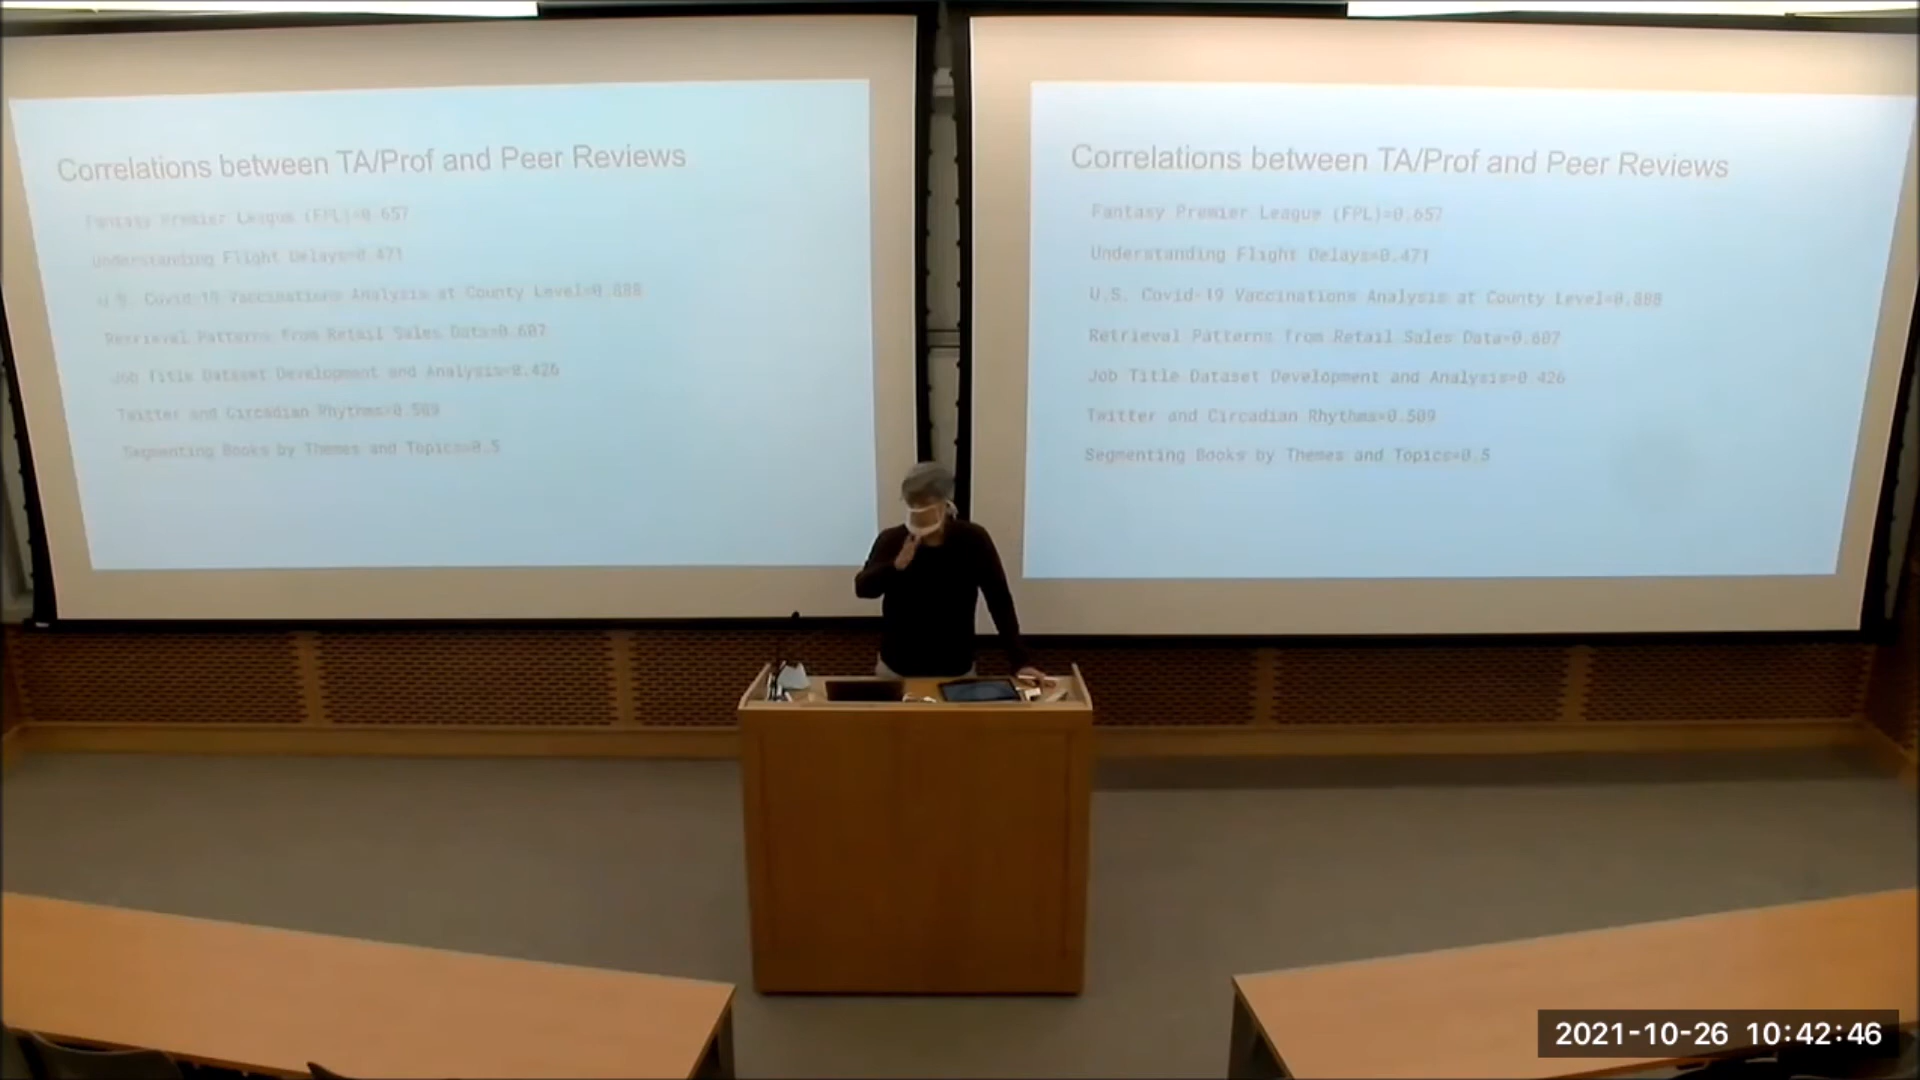 Correlations between TA/Prof and Peer Reviews
Fantasy Premier League (FPL)=0.657
Understanding Flight Delays=0.471
U.S. Covid-19 Vaccinations Analysis at County Level=0.888
Retrieval Patterns from Retail Sales Data=0.607
Job Title Dataset Development and Analysis=0.426
Twitter and Circadian Rhythms=0.509
Segmenting Books by Themes and Topics=0.5
Correlations between TA/Prof and Peer Reviews
Fantasy Premier League (FPL)=0.657
Understanding Flight Delays=0.471
U.S. Covid-19 Vaccinations Analysis at County Level=0.888
Retrieval Patterns from Retail Sales Data=0.607
Job Title Dataset Development and Analysis=0.426
Twitter and Circadian Rhythms=0.509
Segmenting Books by Themes and Topics=0.5
2021-10-26 10:42:46